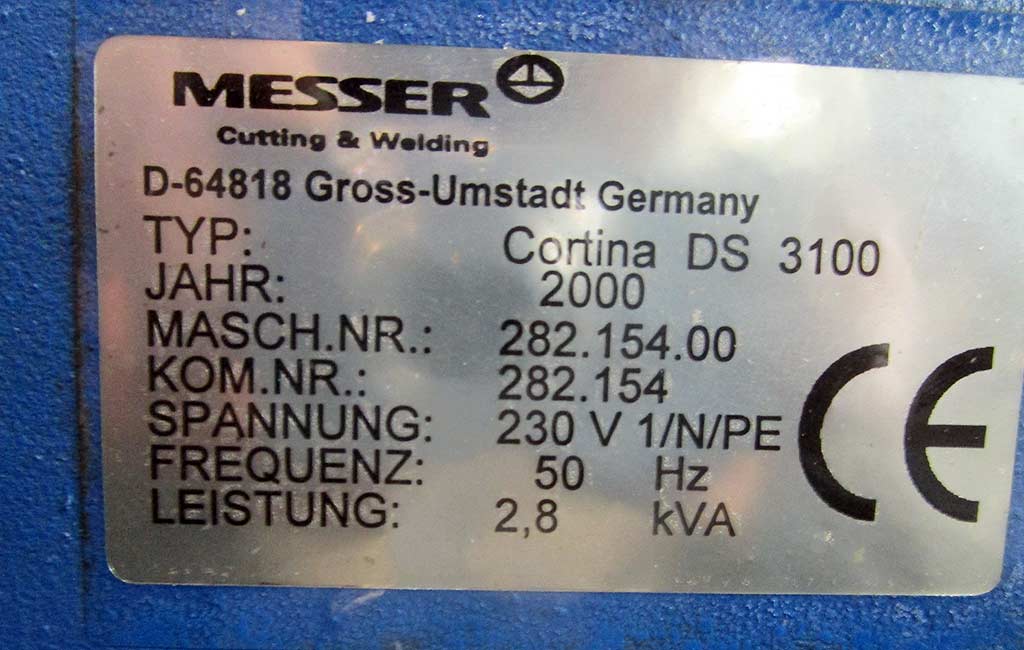 MESSER
Cutting & Welding
D-64818 Gross-Umstadt Germany
TYP: Cortina DS 3100
JAHR: 2000
MASCH.NR.: 282.154.00
KOM.NR.: 282.154
SPANNUNG: 230 V 1/N/PE
FREQUENZ: 50 Hz
LEISTUNG: 2,8 kVA
CE